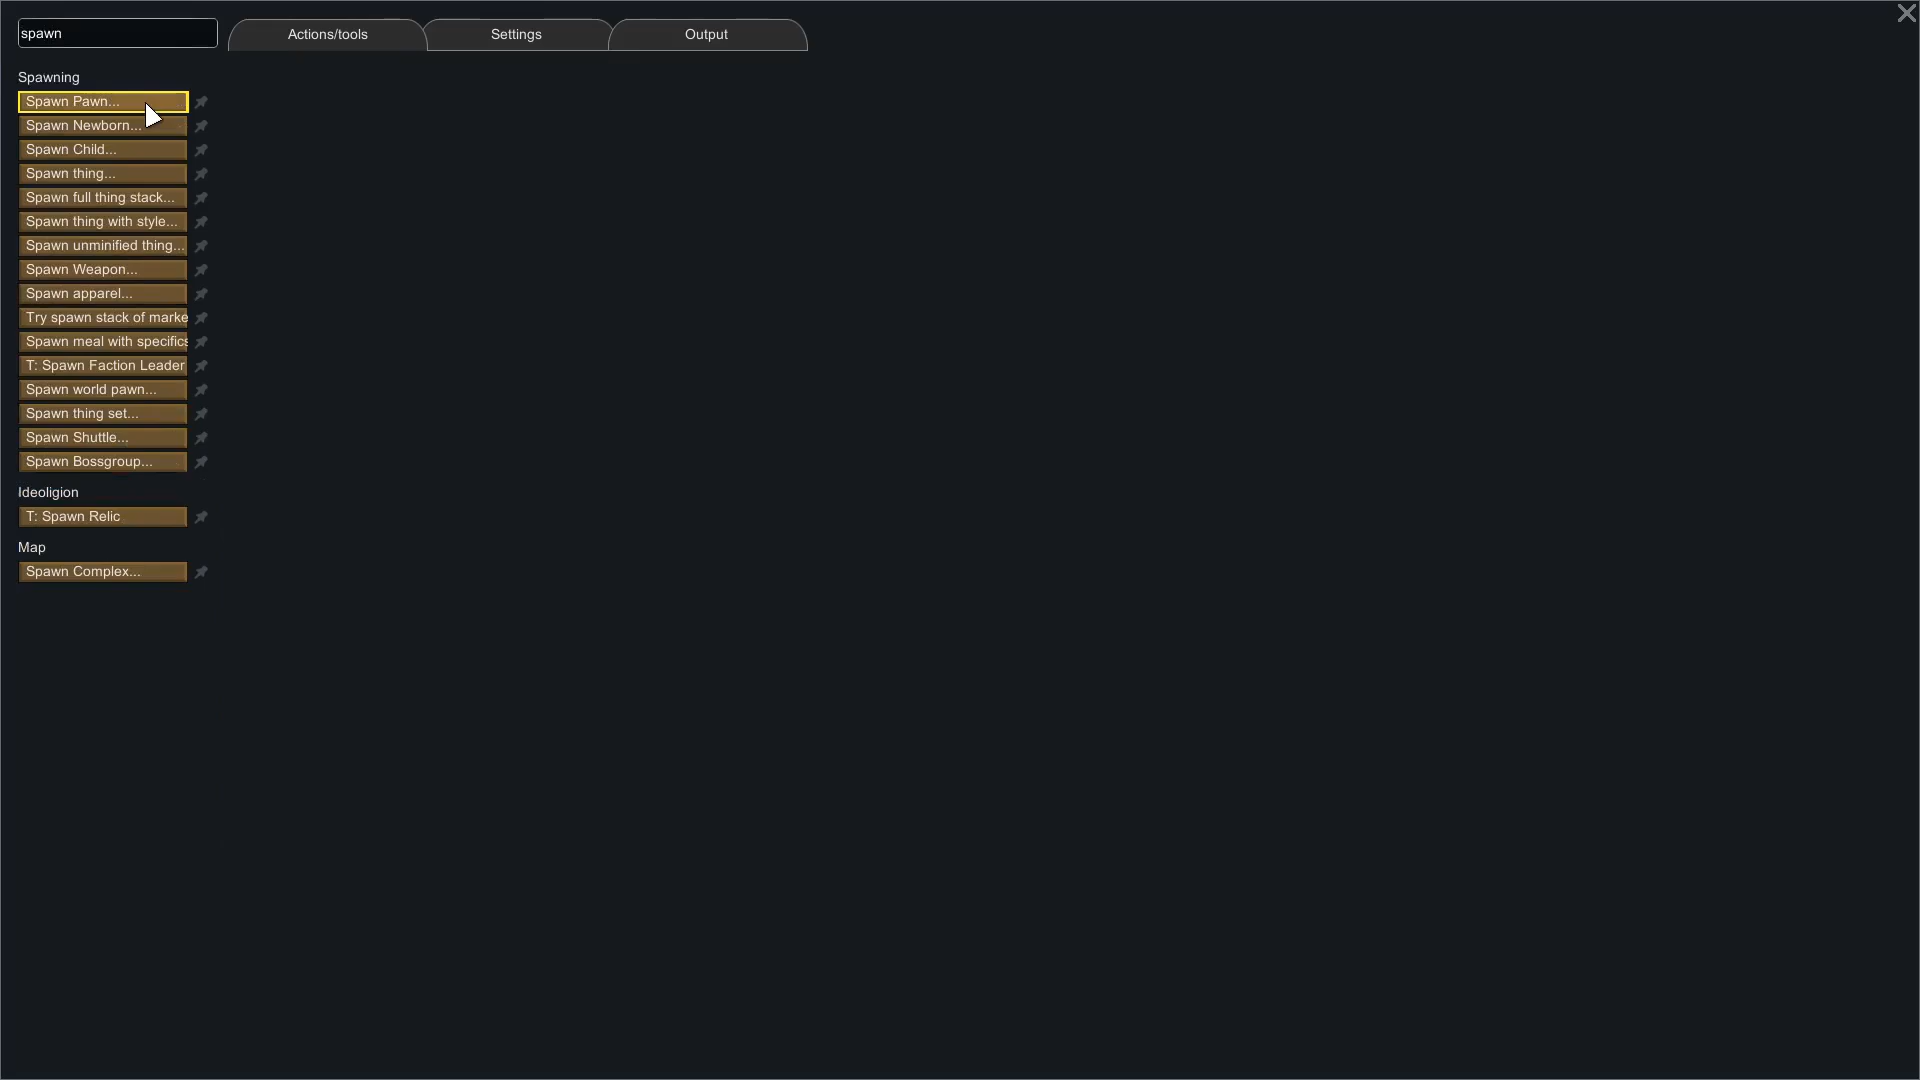 spawn
Actions/tools
Settings
Output
Spawning
Spawn Pawn...
Spawn Newborn...
Spawn Child...
Spawn thing...
Spawn full thing stack...
Spawn thing with style...
Spawn unminified thing...
Spawn Weapon...
Spawn apparel...
Try spawn stack of marke
Spawn meal with specifics
T: Spawn Faction Leader
Spawn world pawn...
Spawn thing set...
Spawn Shuttle...
Spawn Bossgroup...
Ideoligion
T: Spawn Relic
Map
Spawn Complex...